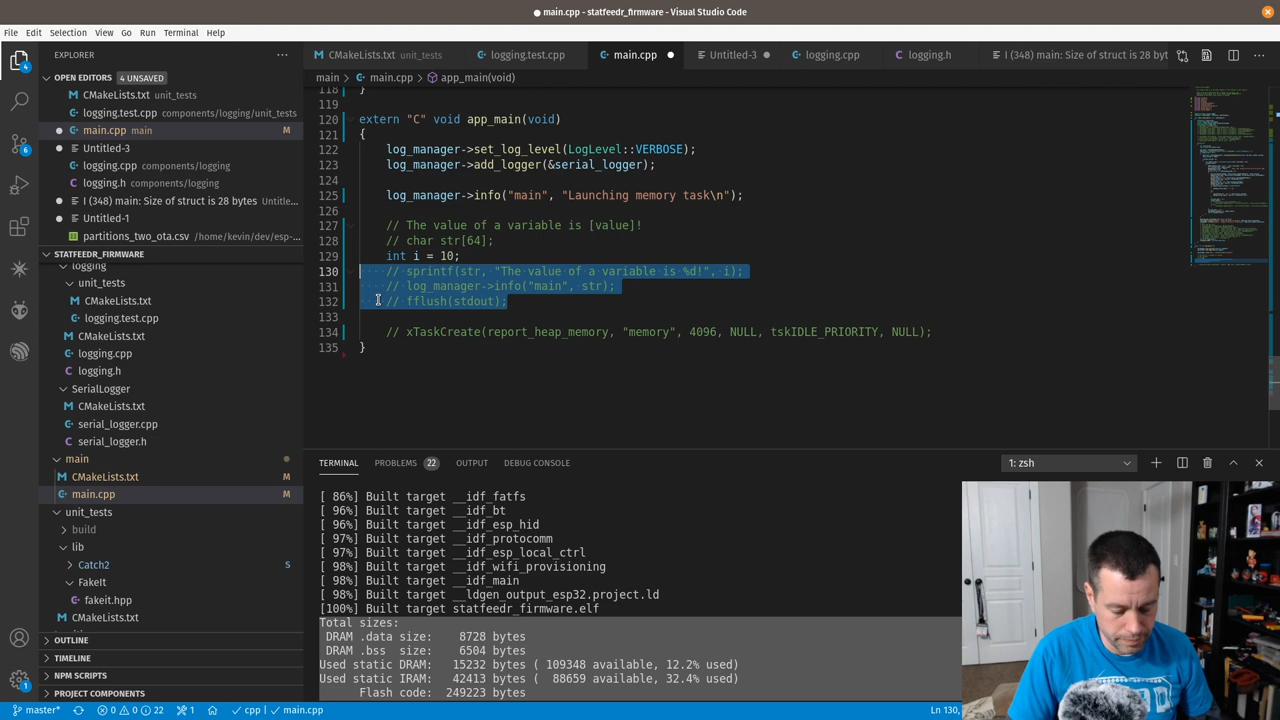 main.cpp - statfeedr_firmware - Visual Studio Code
File Edit Selection View Go Run Terminal Help
EXPLORER
OPEN EDITORS 4 UNSAVED
CMakeLists.txt unit_tests
logging.test.cpp components/logging/unit_tests
main.cpp main M
Untitled-3
logging.cpp components/logging
logging.h components/logging
I (348) main: Size of struct is 28 bytes Untitle...
Untitled-1
partitions_two_ota.csv /home/kevin/dev/esp-...
STATFEEDR_FIRMWARE
logging
unit_tests
CMakeLists.txt
logging.test.cpp
CMakeLists.txt
logging.cpp
logging.h
SerialLogger
CMakeLists.txt
serial_logger.cpp
serial_logger.h
main
CMakeLists.txt M
main.cpp M
unit_tests
build
lib
Catch2 S
FakeIt
fakeit.hpp
CMakeLists.txt
OUTLINE
TIMELINE
NPM SCRIPTS
PROJECT COMPONENTS
CMakeLists.txt unit_tests
logging.test.cpp
main.cpp
Untitled-3
logging.cpp
logging.h
I (348) main: Size of struct is 28 byt
main > main.cpp > app_main(void)
118 }
119
120 extern "C" void app_main(void)
121 {
122 log_manager->set_log_level(LogLevel::VERBOSE);
123 log_manager->add_logger(&serial_logger);
124
125 log_manager->info("main", "Launching memory task\n");
126
127 // The value of a variable is [value]!
128 // char str[64];
129 int i = 10;
130 // sprintf(str, "The value of a variable is %d!", i);
131 // log_manager->info("main", str);
132 // fflush(stdout);
133
134 // xTaskCreate(report_heap_memory, "memory", 4096, NULL, tskIDLE_PRIORITY, NULL);
135 }
TERMINAL PROBLEMS 22 OUTPUT DEBUG CONSOLE 1: zsh
[ 86%] Built target __idf_fatfs
[ 96%] Built target __idf_bt
[ 96%] Built target __idf_esp_hid
[ 97%] Built target __idf_protocomm
[ 97%] Built target __idf_esp_local_ctrl
[ 98%] Built target __idf_wifi_provisioning
[ 98%] Built target __idf_main
[ 98%] Built target __ldgen_output_esp32.project.ld
[100%] Built target statfeedr_firmware.elf
Total sizes:
DRAM .data size: 8728 bytes
DRAM .bss size: 6504 bytes
Used static DRAM: 15232 bytes ( 109348 available, 12.2% used)
Used static IRAM: 42413 bytes ( 88659 available, 32.4% used)
Flash code: 249223 bytes
master* 0 0 22 1 cpp main.cpp Ln 130,